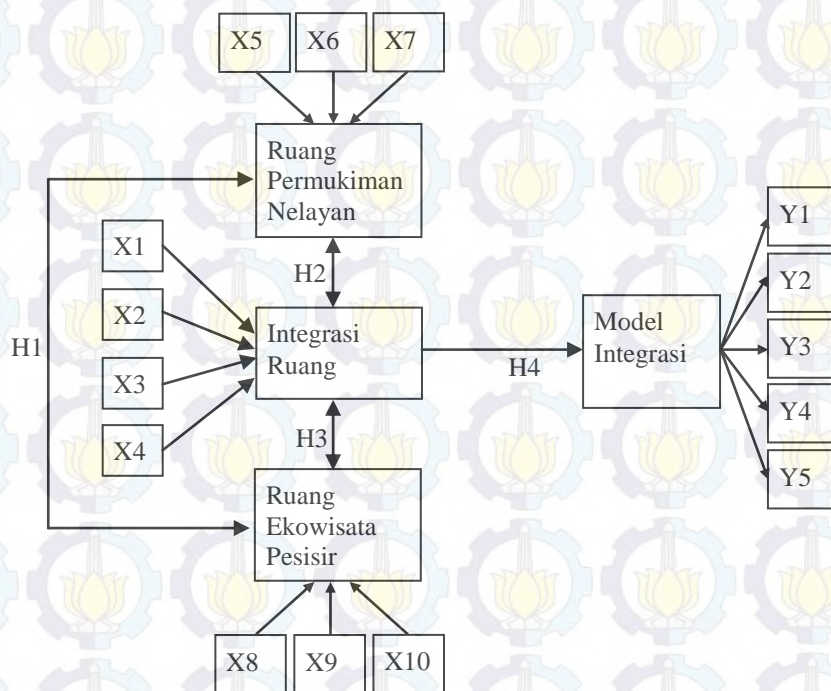 X5 X6 X7
Ruang
Permukiman
Nelayan
X1
X2
X3
X4
H1
H2
Integrasi
Ruang
H3
Ruang
Ekowisata
Pesisir
X8 X9 X10
H4
Model
Integrasi
Y1
Y2
Y3
Y4
Y5